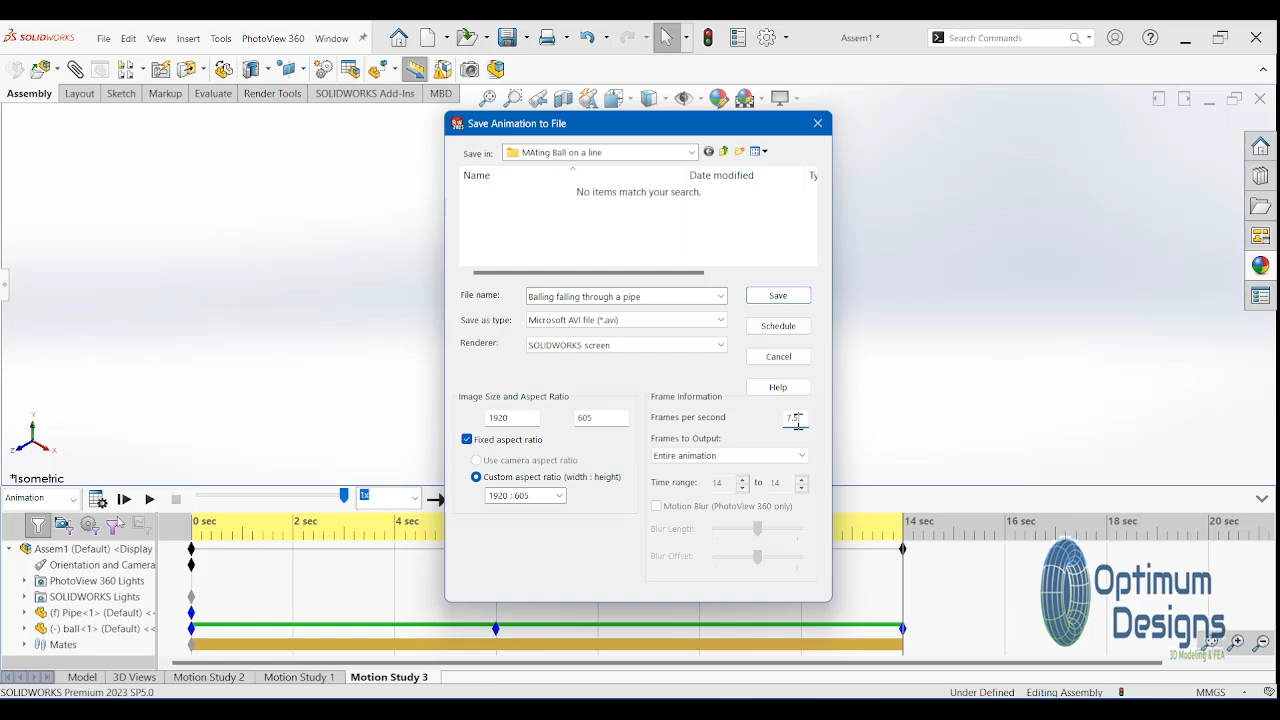 SOLIDWORKS File Edit View Insert Tools PhotoView 360 Window Assem1 * Search Commands
Assembly Layout Sketch Markup Evaluate Render Tools SOLIDWORKS Add-Ins MBD
Save Animation to File
Save in: MAting Ball on a line
Name Date modified Ty
No items match your search.
File name: Balling falling through a pipe Save
Save as type: Microsoft AVI file (*.avi) Schedule
Renderer: SOLIDWORKS screen
Cancel
Help
Image Size and Aspect Ratio Frame Information
1920 605 Frames per second 7.5
Fixed aspect ratio Frames to Output:
Use camera aspect ratio Entire animation
Custom aspect ratio (width : height)
1920 : 605 Time range: 14 to 14
Motion Blur (PhotoView 360 only)
Blur Length:
Blur Offset:
Y
X
Z
*Isometric
Animation 1x
0 sec 2 sec 4 sec 14 sec 16 sec 18 sec 20 sec
Assem1 (Default) <Display
Orientation and Camera
PhotoView 360 Lights
SOLIDWORKS Lights
(f) Pipe<1> (Default) <<
(-) ball<1> (Default) <<
Mates
Optimum
Designs
3D Modeling & FEA
Model 3D Views Motion Study 2 Motion Study 1 Motion Study 3
SOLIDWORKS Premium 2023 SP5.0 Under Defined Editing Assembly MMGS